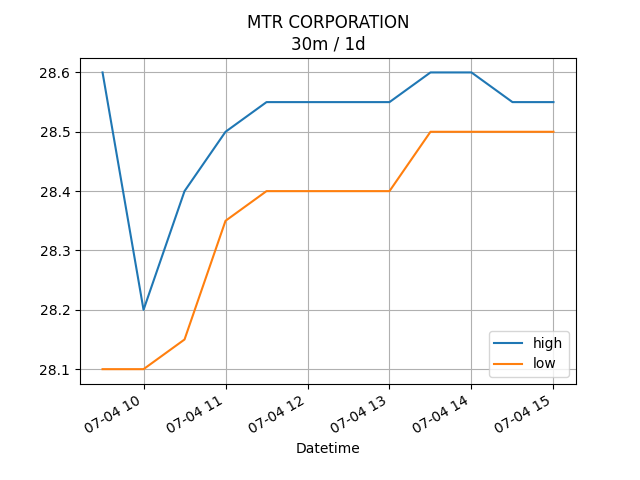 MTR CORPORATION
30m / 1d
28.6
28.5
28.4
28.3
28.2
28.1
high
low
07-04 10
07-04 11
07-04 12
07-04 13
07-04 14
07-04 15
Datetime